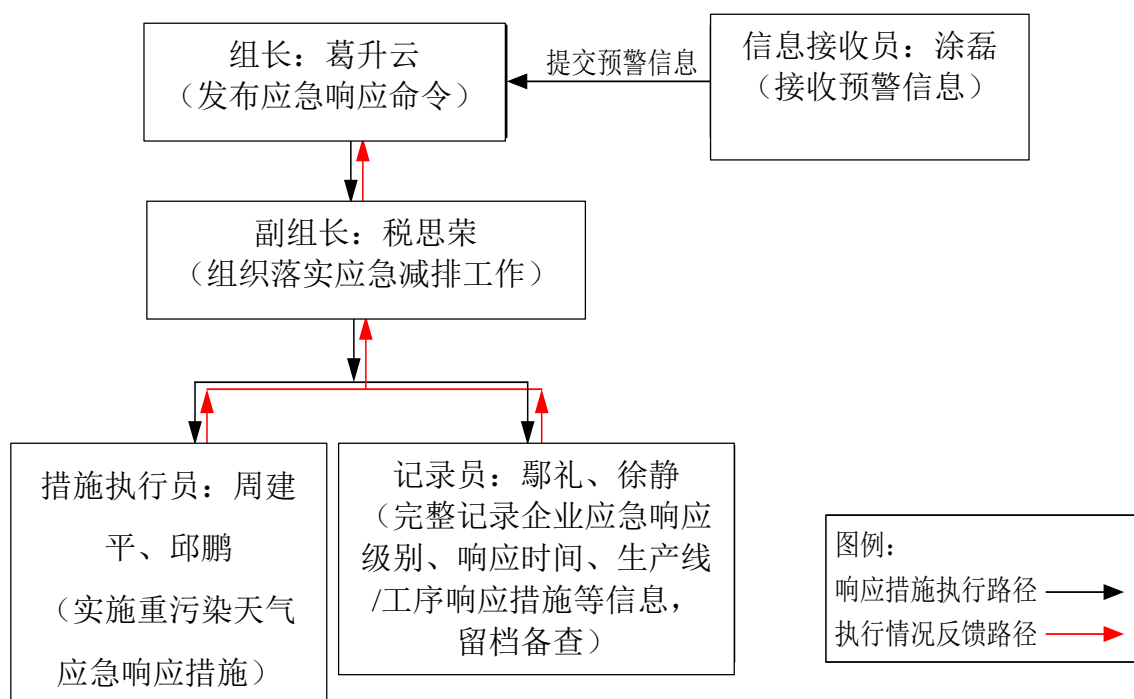 组长：葛升云
（发布应急响应命令）
提交预警信息
信息接收员：涂磊
（接收预警信息）
副组长：税思荣
（组织落实应急减排工作）
措施执行员：周建
平、邱鹏
（实施重污染天气
应急响应措施）
记录员：鄢礼、徐静
（完整记录企业应急响应
级别、响应时间、生产线
/工序响应措施等信息，
留档备查）
图例：
响应措施执行路径
执行情况反馈路径